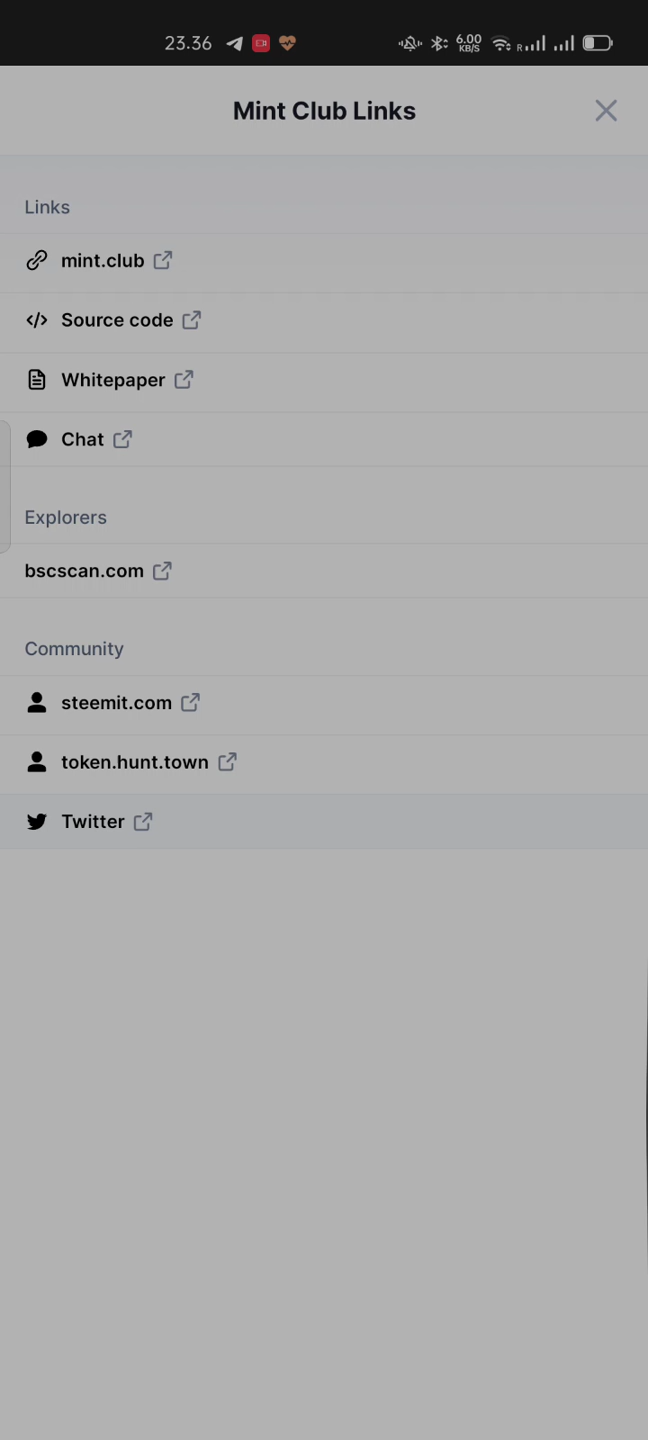 23.36
6.00
KB/S
R
Mint Club Links
Links
mint.club
Source code
Whitepaper
Chat
Explorers
bscscan.com
Community
steemit.com
token.hunt.town
Twitter